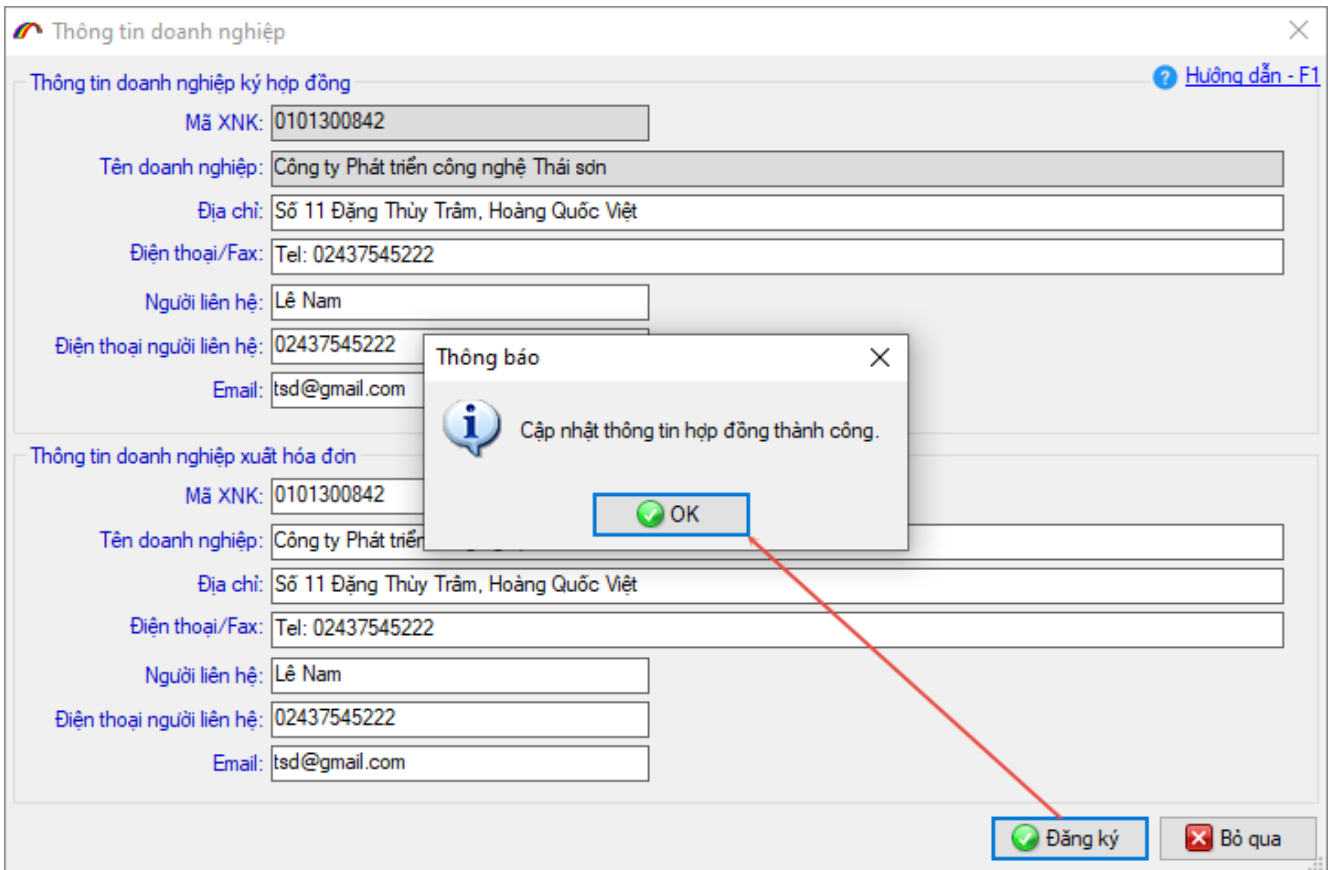 Thông tin doanh nghiệp
Thông tin doanh nghiệp ký hợp đồng
Hướng dẫn - F1
Mã XNK: 0101300842
Tên doanh nghiệp: Công ty Phát triển công nghệ Thái sơn
Địa chỉ: Số 11 Đặng Thùy Trâm, Hoàng Quốc Việt
Điện thoại/Fax: Tel: 02437545222
Người liên hệ: Lê Nam
Điện thoại người liên hệ: 02437545222
Email: tsd@gmail.com
Thông báo
Cập nhật thông tin hợp đồng thành công.
OK
Thông tin doanh nghiệp xuất hóa đơn
Mã XNK: 0101300842
Tên doanh nghiệp: Công ty Phát triển
Địa chỉ: Số 11 Đặng Thùy Trâm, Hoàng Quốc Việt
Điện thoại/Fax: Tel: 02437545222
Người liên hệ: Lê Nam
Điện thoại người liên hệ: 02437545222
Email: tsd@gmail.com
Đăng ký
Bỏ qua